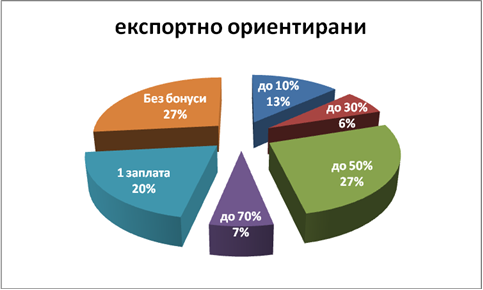 експортно ориентирани
до 10%
13%
до 30%
6%
до 50%
27%
до 70%
7%
1 заплата
20%
Без бонуси
27%